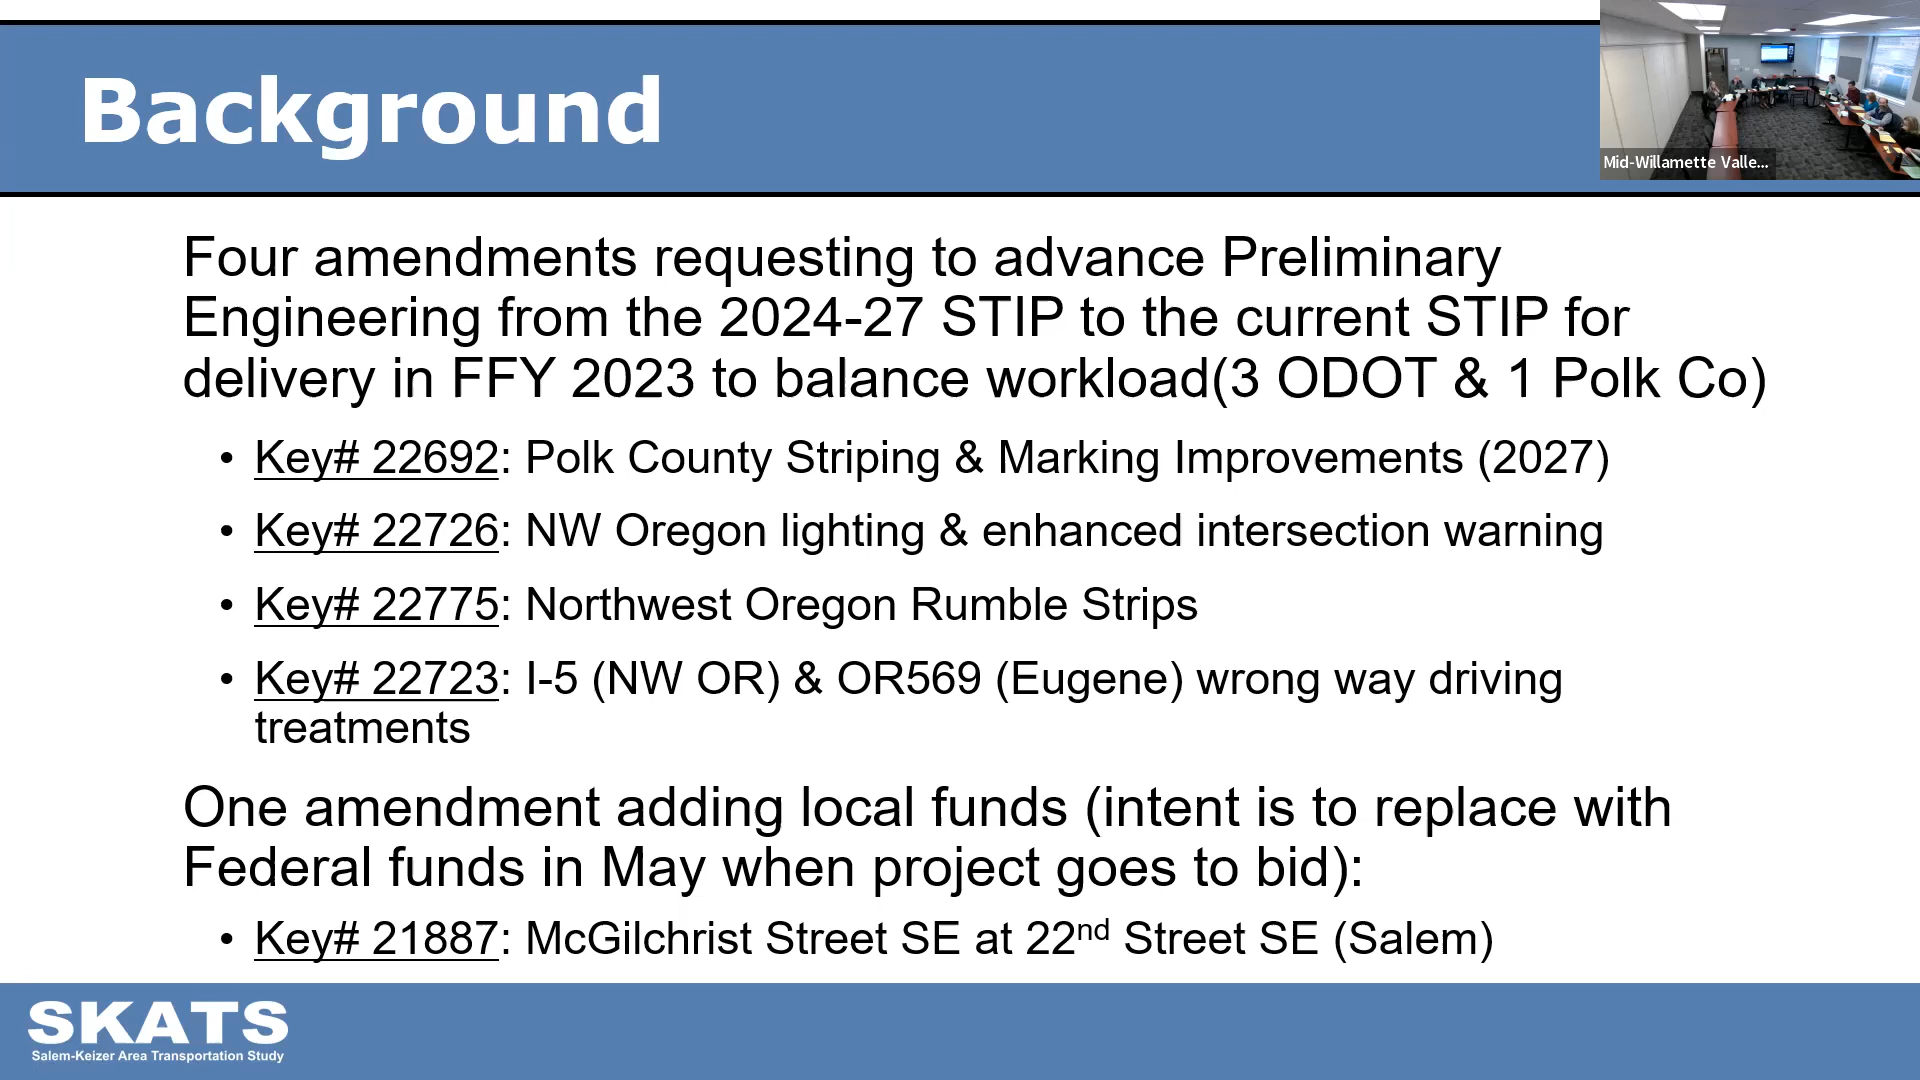 Background
Mid-Willamette Valle...
Four amendments requesting to advance Preliminary
Engineering from the 2024-27 STIP to the current STIP for
delivery in FFY 2023 to balance workload(3 ODOT & 1 Polk Co)
• Key# 22692: Polk County Striping & Marking Improvements (2027)
• Key# 22726: NW Oregon lighting & enhanced intersection warning
• Key# 22775: Northwest Oregon Rumble Strips
• Key# 22723: I-5 (NW OR) & OR569 (Eugene) wrong way driving
treatments
One amendment adding local funds (intent is to replace with
Federal funds in May when project goes to bid):
• Key# 21887: McGilchrist Street SE at 22nd Street SE (Salem)
SKATS
Salem-Keizer Area Transportation Study